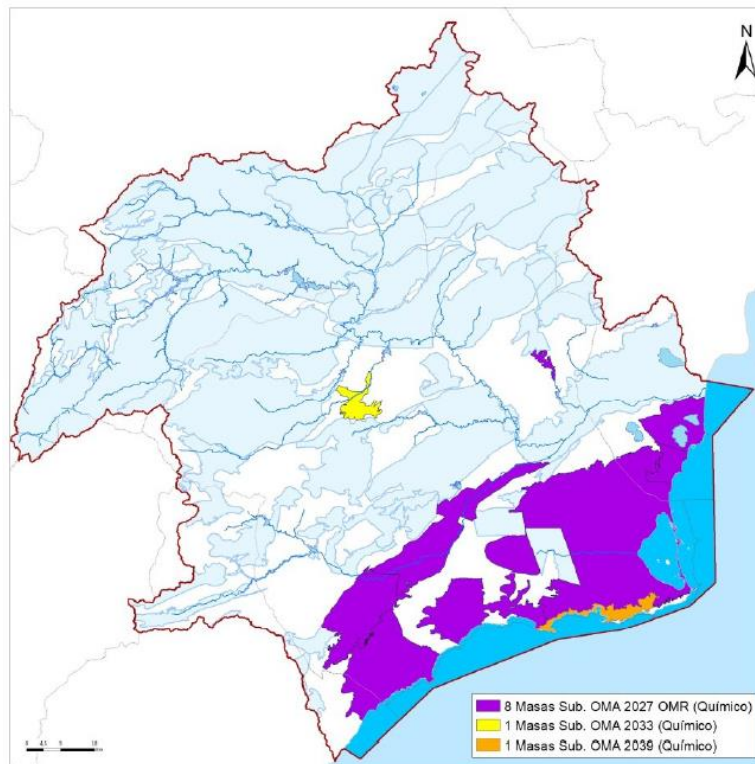 N
8 Masas Sub. OMA 2027 OMR (Químico)
1 Masas Sub. OMA 2033 (Químico)
1 Masas Sub. OMA 2039 (Químico)